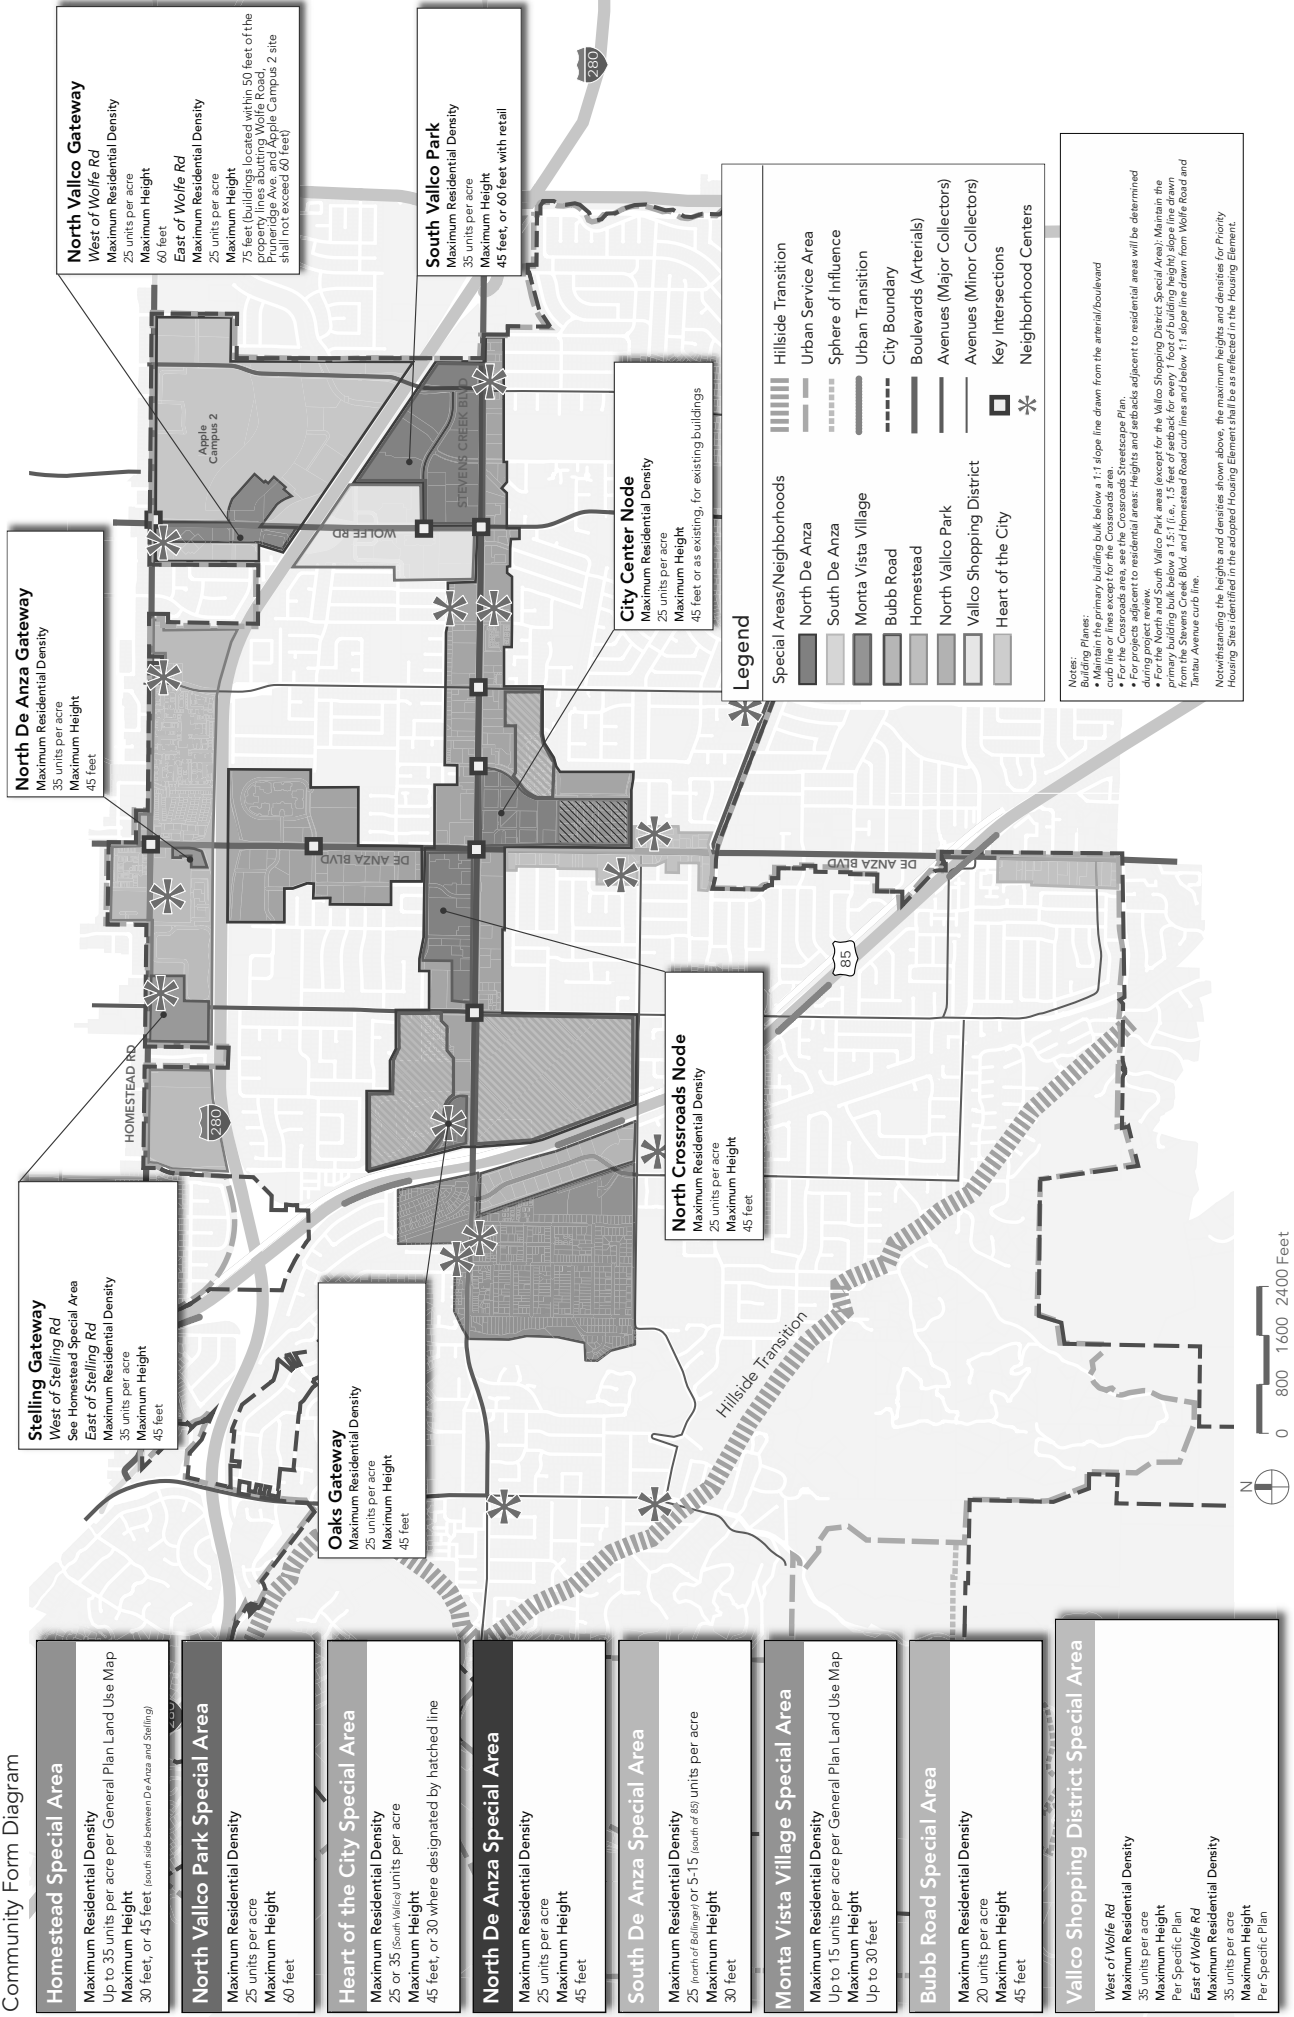 Community Form Diagram
Homestead Special Area
Maximum Residential Density
Up to 35 units per acre per General Plan Land Use Map
Maximum Height
30 feet, or 45 feet (south side between De Anza and Stelling)
North Vallco Park Special Area
Maximum Residential Density
25 units per acre
Maximum Height
60 feet
Heart of the City Special Area
Maximum Residential Density
25 or 35 (South Vallco) units per acre
Maximum Height
45 feet, or 30 where designated by hatched line
North De Anza Special Area
Maximum Residential Density
25 units per acre
Maximum Height
45 feet
South De Anza Special Area
Maximum Residential Density
25 (north of Bollinger) or 5-15 (south of 85) units per acre
Maximum Height
30 feet
Monta Vista Village Special Area
Maximum Residential Density
Up to 15 units per acre per General Plan Land Use Map
Maximum Height
Up to 30 feet
Bubb Road Special Area
Maximum Residential Density
20 units per acre
Maximum Height
45 feet
Vallco Shopping District Special Area
West of Wolfe Rd
Maximum Residential Density
35 units per acre
Maximum Height
Per Specific Plan
East of Wolfe Rd
Maximum Residential Density
35 units per acre
Maximum Height
Per Specific Plan
Stelling Gateway
West of Stelling Rd
See Homestead Special Area
East of Stelling Rd
Maximum Residential Density
35 units per acre
Maximum Height
45 feet
Oaks Gateway
Maximum Residential Density
25 units per acre
Maximum Height
45 feet
North De Anza Gateway
Maximum Residential Density
35 units per acre
Maximum Height
45 feet
North Crossroads Node
Maximum Residential Density
25 units per acre
Maximum Height
45 feet
City Center Node
Maximum Residential Density
25 units per acre
Maximum Height
45 feet or as existing, for existing buildings
North Vallco Gateway
West of Wolfe Rd
Maximum Residential Density
25 units per acre
Maximum Height
60 feet
East of Wolfe Rd
Maximum Residential Density
25 units per acre
Maximum Height
75 feet (buildings located within 50 feet of the
property lines abutting Wolfe Road,
Pruneridge Ave. and Apple Campus 2 site
shall not exceed 60 feet)
South Vallco Park
Maximum Residential Density
35 units per acre
Maximum Height
45 feet, or 60 feet with retail
HOMESTEAD RD
280
DE ANZA BLVD
WOLFE RD
STEVENS CREEK BLVD
Apple
Campus 2
280
DE ANZA BLVD
85
Hillside Transition
280
N
0 800 1600 2400 Feet
Legend
Special Areas/Neighborhoods
North De Anza
South De Anza
Monta Vista Village
Bubb Road
Homestead
North Vallco Park
Vallco Shopping District
Heart of the City
Hillside Transition
Urban Service Area
Sphere of Influence
Urban Transition
City Boundary
Boulevards (Arterials)
Avenues (Major Collectors)
Avenues (Minor Collectors)
Key Intersections
Neighborhood Centers
Notes:
Building Planes:
• Maintain the primary building bulk below a 1:1 slope line drawn from the arterial/boulevard
curb line or lines except for the Crossroads area.
• For the Crossroads area, see the Crossroads Streetscape Plan.
• For projects adjacent to residential areas: Heights and setbacks adjacent to residential areas will be determined
during project review.
• For the North and South Vallco Park areas (except for the Vallco Shopping District Special Area): Maintain the
primary building bulk below a 1.5:1 (i.e., 1.5 feet of setback for every 1 foot of building height) slope line drawn
from the Stevens Creek Blvd. and Homestead Road curb lines and below 1:1 slope line drawn from Wolfe Road and
Tantau Avenue curb line.
Notwithstanding the heights and densities shown above, the maximum heights and densities for Priority
Housing Sites identified in the adopted Housing Element shall be as reflected in the Housing Element.